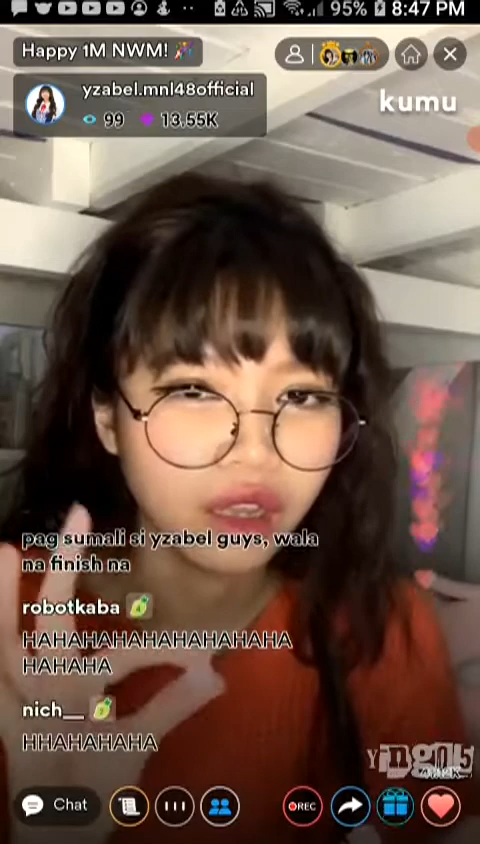 95% 8:47 PM
Happy 1M NWM! 🎉
yzabel.mnl48official
99 13.55K
kumu
pag sumali si yzabel guys, wala
na finish na
robotkaba
HAHAHAHAHAHAHAHAHA
HAHAHA
nich__
HHAHAHAHA
Chat
REC